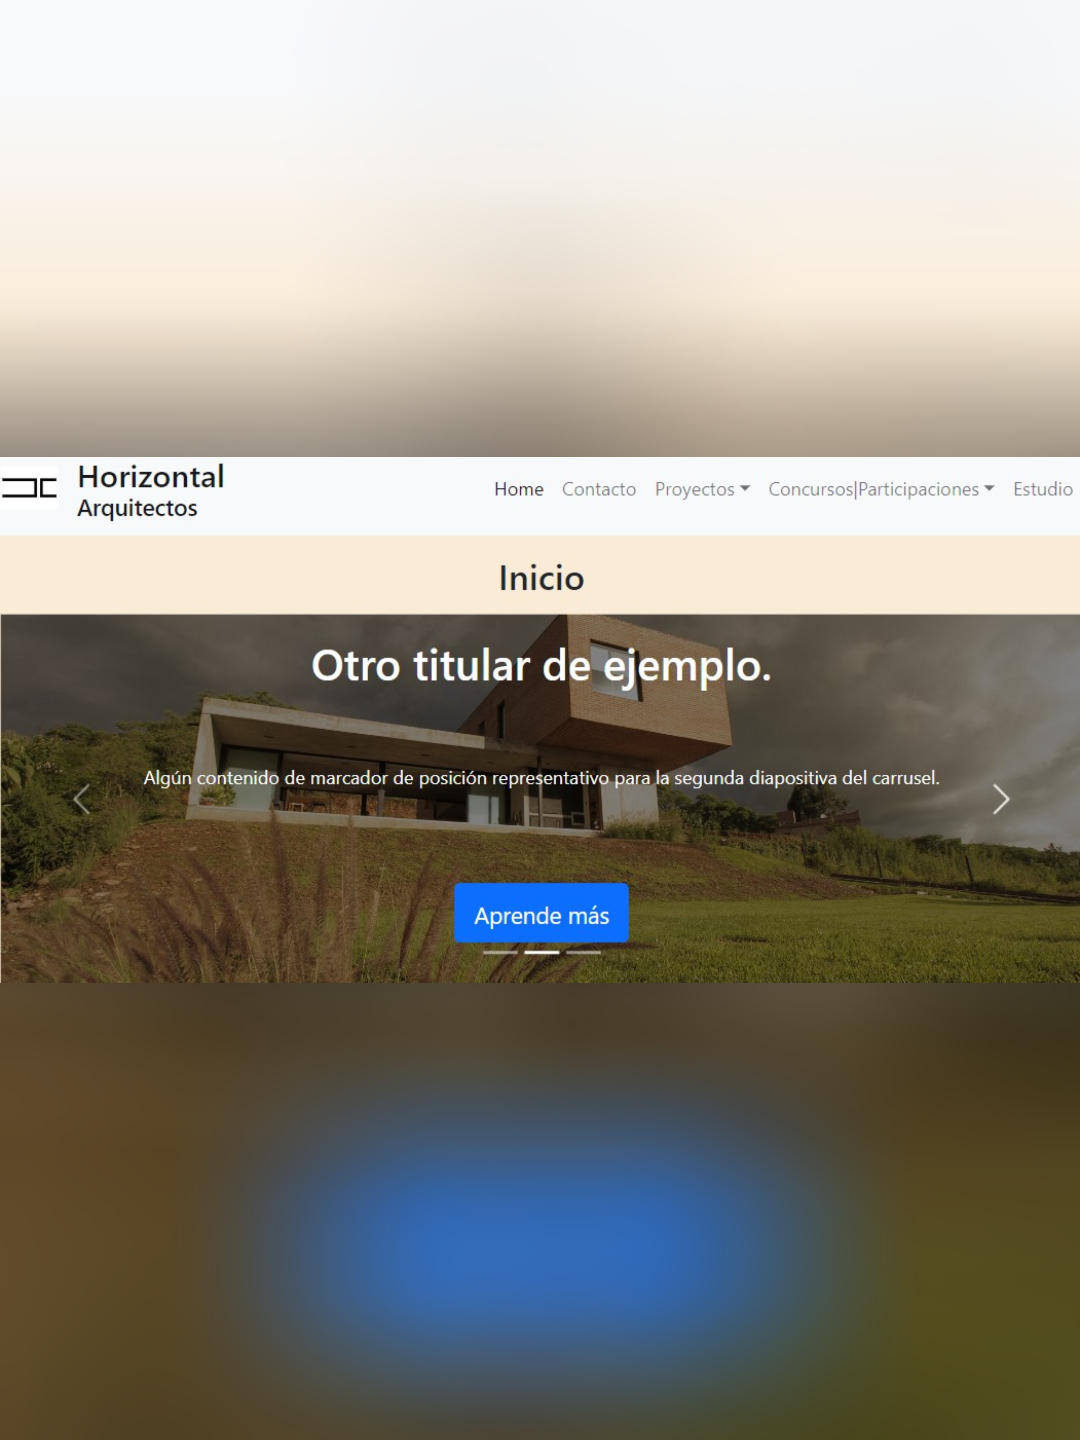 Horizontal
Arquitectos
Home Contacto Proyectos Concursos|Participaciones Estudio
Inicio
Otro titular de ejemplo.
Algún contenido de marcador de posición representativo para la segunda diapositiva del carrusel.
Aprende más